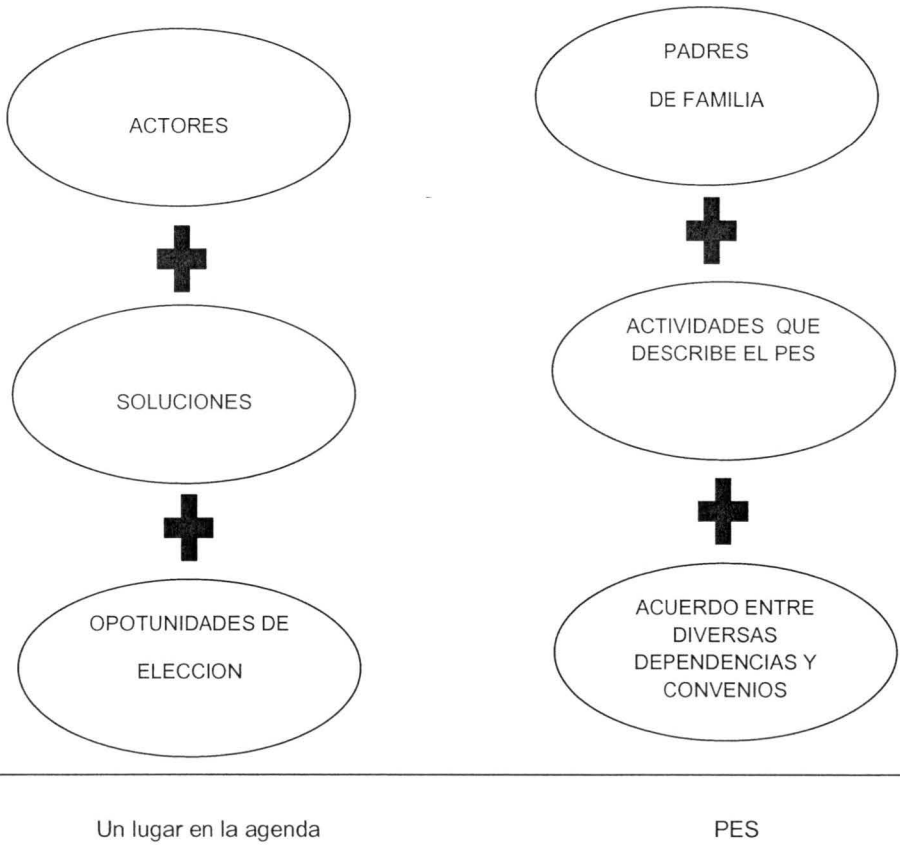 ACTORES
SOLUCIONES
OPOTUNIDADES DE
ELECCION
PADRES
DE FAMILIA
ACTIVIDADES QUE
DESCRIBE EL PES
ACUERDO ENTRE
DIVERSAS
DEPENDENCIAS Y
CONVENIOS
Un lugar en la agenda
PES